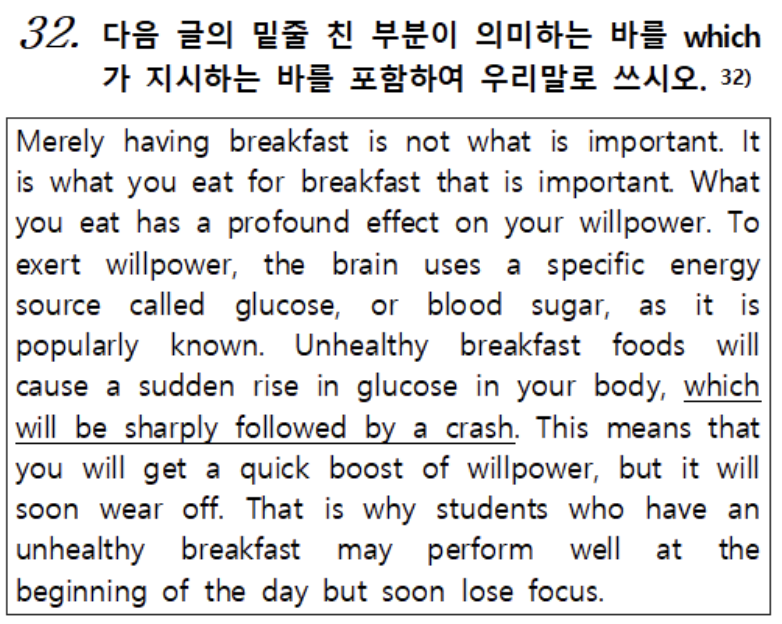 32. 다음 글의 밑줄 친 부분이 의미하는 바를 which
가 지시하는 바를 포함하여 우리말로 쓰시오. 32)
Merely having breakfast is not what is important. It
is what you eat for breakfast that is important. What
you eat has a profound effect on your willpower. To
exert willpower, the brain uses a specific energy
source called glucose, or blood sugar, as it is
popularly known. Unhealthy breakfast foods will
cause a sudden rise in glucose in your body, which
will be sharply followed by a crash. This means that
you will get a quick boost of willpower, but it will
soon wear off. That is why students who have an
unhealthy breakfast may perform well at the
beginning of the day but soon lose focus.